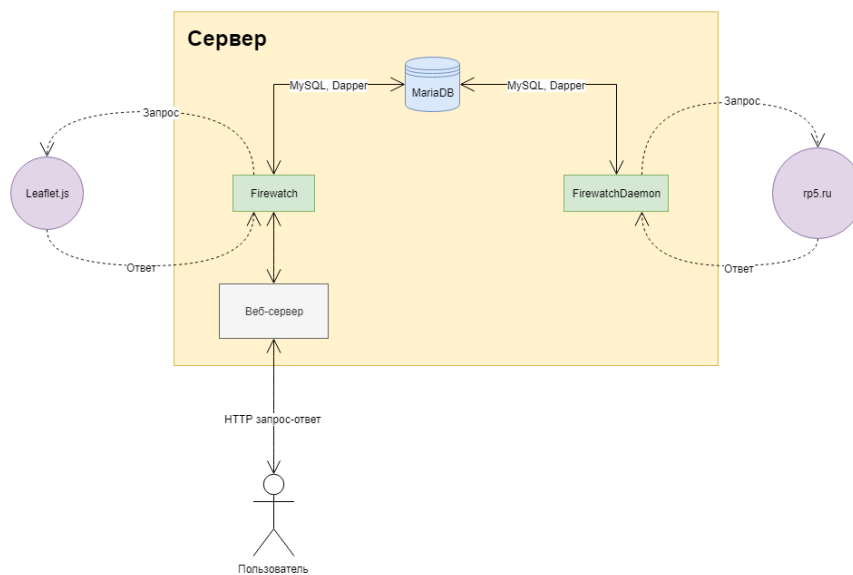 Сервер
MariaDB
MySQL, Dapper
MySQL, Dapper
Запрос
Запрос
Leaflet.js
Firewatch
FirewatchDaemon
rp5.ru
Ответ
Ответ
Веб-сервер
HTTP запрос-ответ
Пользователь